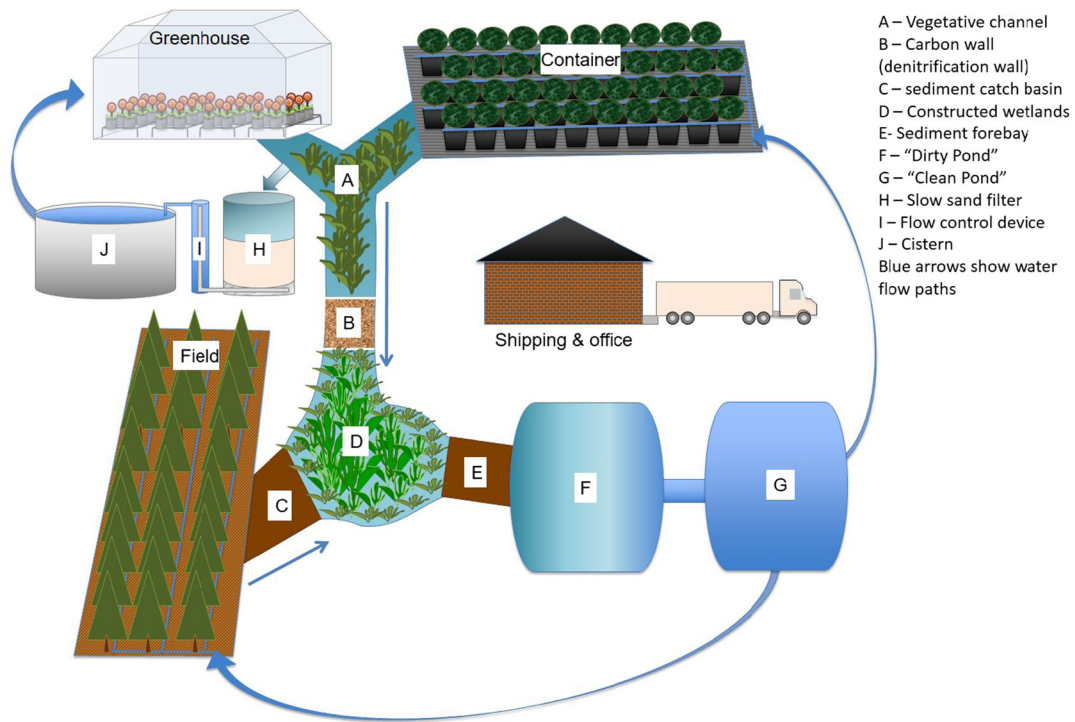 Greenhouse
Container
A
J
I
H
B
Shipping & office
Field
D
C
E
F
G
A – Vegetative channel
B – Carbon wall
(denitrification wall)
C – sediment catch basin
D – Constructed wetlands
E- Sediment forebay
F – “Dirty Pond”
G – “Clean Pond”
H – Slow sand filter
I – Flow control device
J – Cistern
Blue arrows show water
flow paths